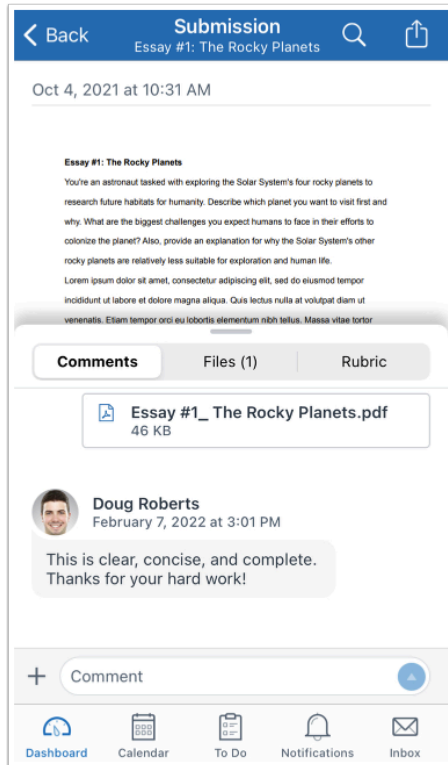 Back
Submission
Essay #1: The Rocky Planets
Oct 4, 2021 at 10:31 AM
Essay #1: The Rocky Planets
You're an astronaut tasked with exploring the Solar System's four rocky planets to
research future habitats for humanity. Describe which planet you want to visit first and
why. What are the biggest challenges you expect humans to face in their efforts to
colonize the planet? Also, provide an explanation for why the Solar System's other
rocky planets are relatively less suitable for exploration and human life.
Lorem ipsum dolor sit amet, consectetur adipiscing elit, sed do eiusmod tempor
incididunt ut labore et dolore magna aliqua. Quis lectus nulla at volutpat diam ut
venenatis. Etiam tempor orci eu lobortis elementum nibh tellus. Massa vitae tortor
Comments Files (1) Rubric
Essay #1_ The Rocky Planets.pdf
46 KB
Doug Roberts
February 7, 2022 at 3:01 PM
This is clear, concise, and complete.
Thanks for your hard work!
Comment
Dashboard Calendar To Do Notifications Inbox